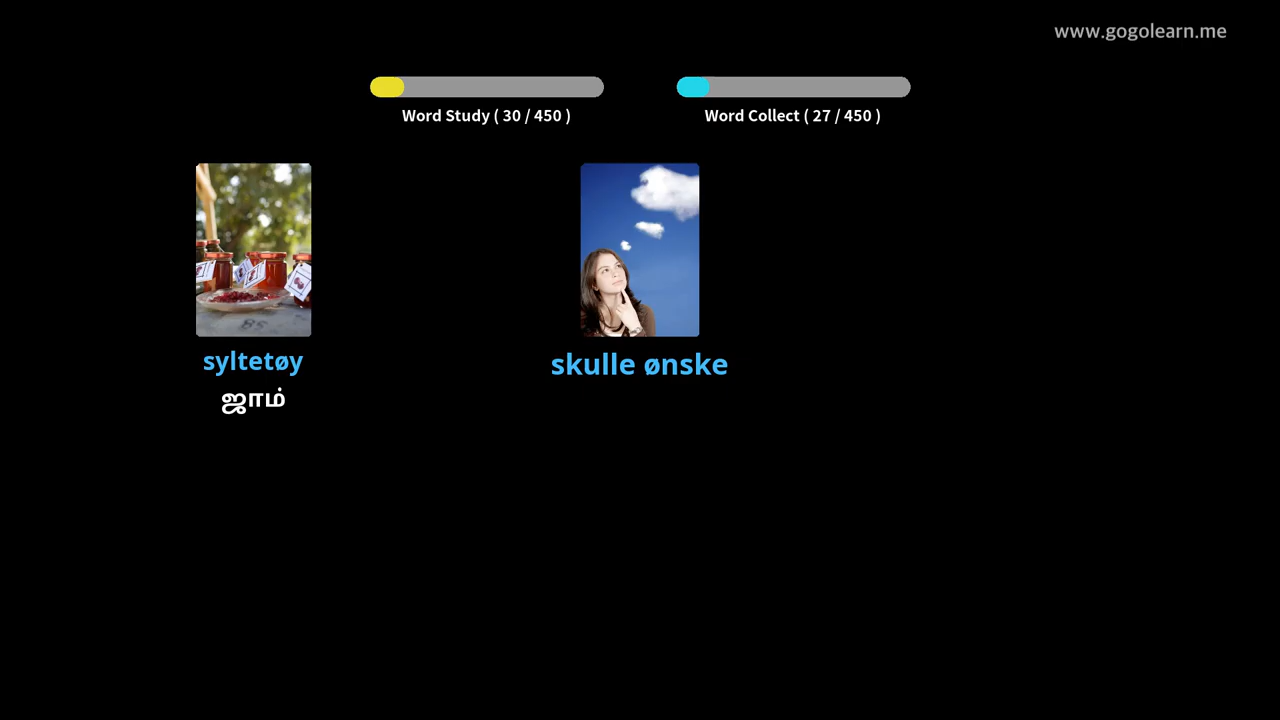 www.gogolearn.me
Word Study ( 30 / 450 )
Word Collect ( 27 / 450 )
syltetøy
ஜாம்
skulle ønske